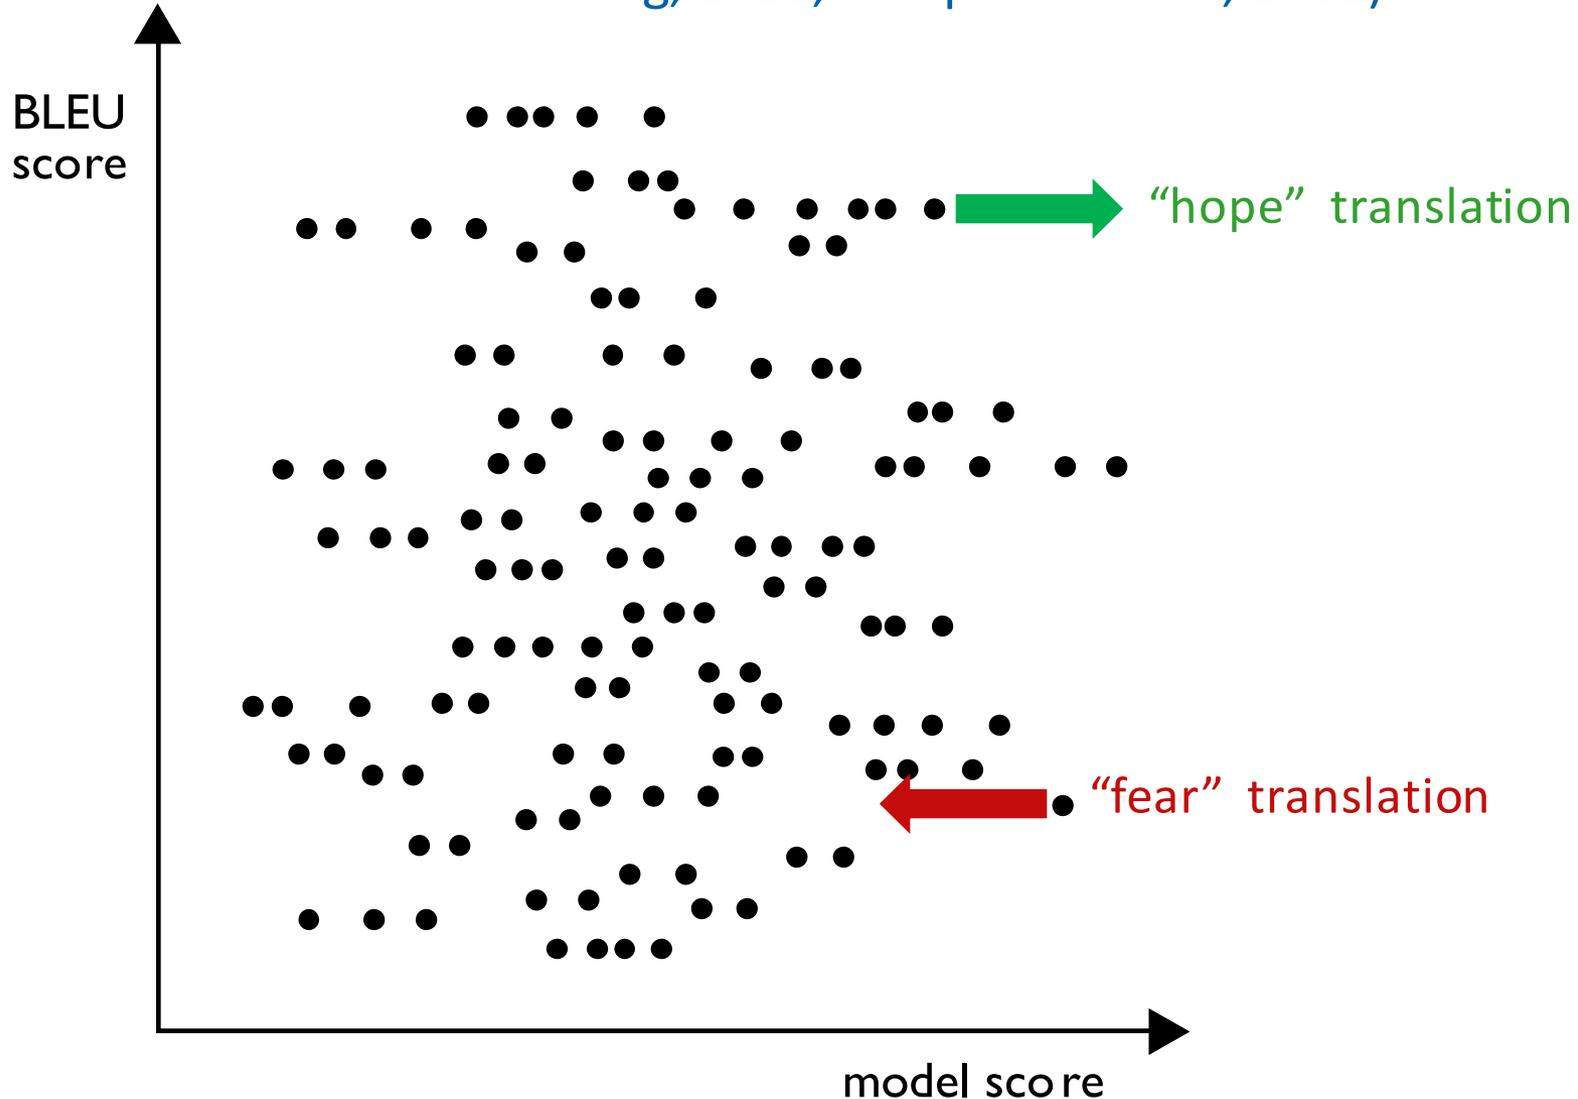 BLEU
score
“hope” translation
“fear” translation
model score